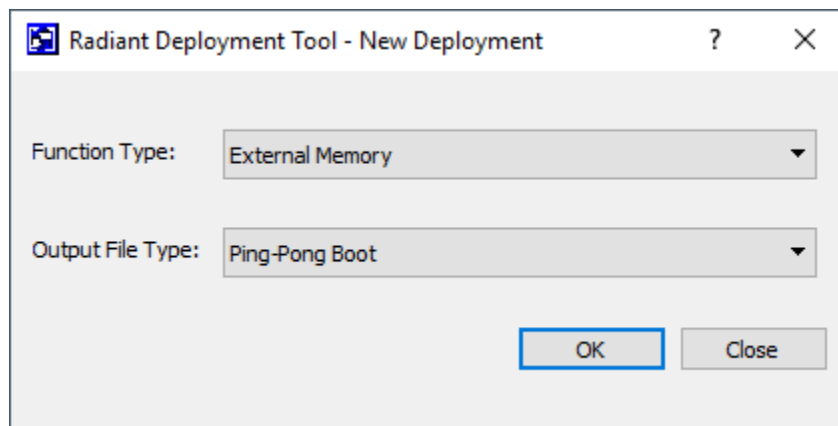 Radiant Deployment Tool - New Deployment ?
Function Type: External Memory
Output File Type: Ping-Pong Boot
OK Close